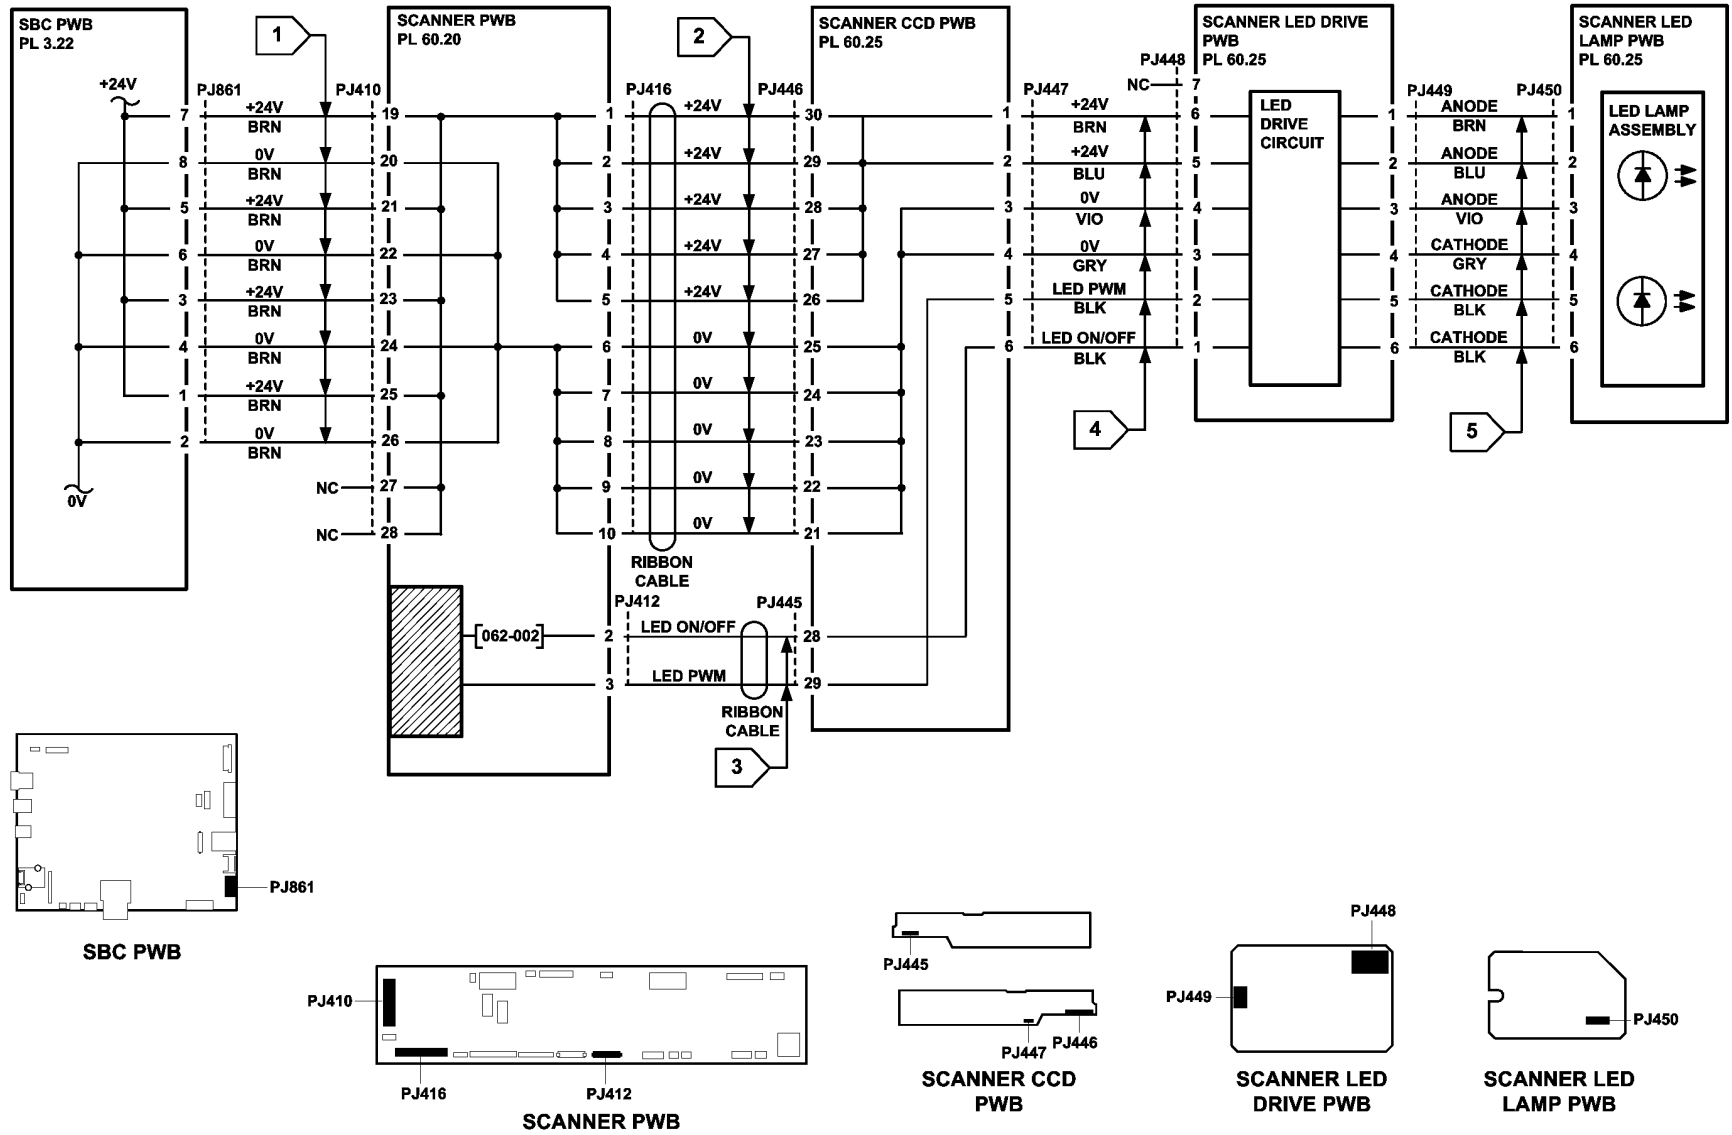 SBC PWB
PL 3.22
1
SCANNER PWB
PL 60.20
2
SCANNER CCD PWB
PL 60.25
SCANNER LED DRIVE
PWB
PL 60.25
SCANNER LED
LAMP PWB
PL 60.25
+24V
PJ861
PJ410
PJ416
PJ446
PJ447
PJ448
NC
7
PJ449
PJ450
LED
DRIVE
CIRCUIT
LED LAMP
ASSEMBLY
7 +24V 19 1 +24V 30 1 +24V 6 1 ANODE 1
BRN BRN BRN
8 0V 20 2 +24V 29 2 +24V 5 2 ANODE 2
BRN BLU BLU
5 +24V 21 3 +24V 28 3 0V 4 3 ANODE 3
BRN VIO VIO
6 0V 22 4 +24V 27 4 0V 3 4 CATHODE 4
BRN GRY GRY
3 +24V 23 5 +24V 26 5 LED PWM 2 5 CATHODE 5
BRN BLK BLK
4 0V 24 6 0V 25 6 LED ON/OFF 1 6 CATHODE 6
BRN BLK BLK
1 +24V 25 7 0V 24
BRN
2 0V 26 8 0V 23
BRN
4
5
NC 27 9 0V 22
0V
NC 28 10 0V 21
RIBBON
CABLE
PJ412
PJ445
062-002 2 LED ON/OFF 28
3 LED PWM 29
RIBBON
CABLE
3
PJ861
SBC PWB
PJ410
PJ416
PJ412
SCANNER PWB
PJ445
PJ447
PJ446
SCANNER CCD
PWB
PJ448
PJ449
SCANNER LED
DRIVE PWB
PJ450
SCANNER LED
LAMP PWB